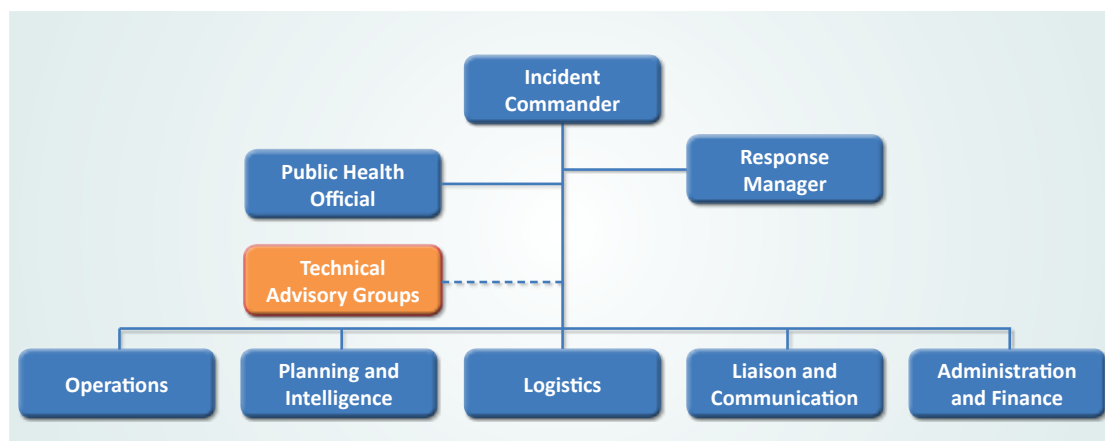 Incident
Commander
Public Health
Official
Response
Manager
Technical
Advisory Groups
Operations
Planning and
Intelligence
Logistics
Liaison and
Communication
Administration
and Finance